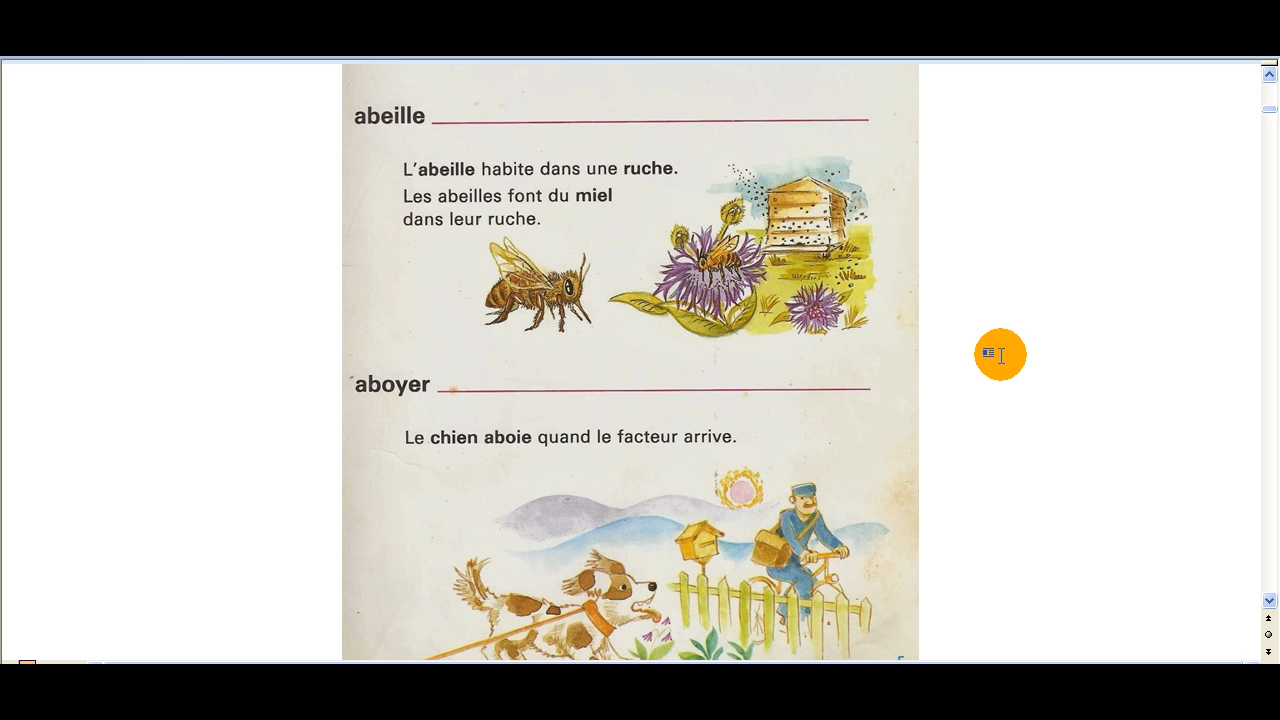 abeille
L'abeille habite dans une ruche.
Les abeilles font du miel
dans leur ruche.
aboyer
Le chien aboie quand le facteur arrive.